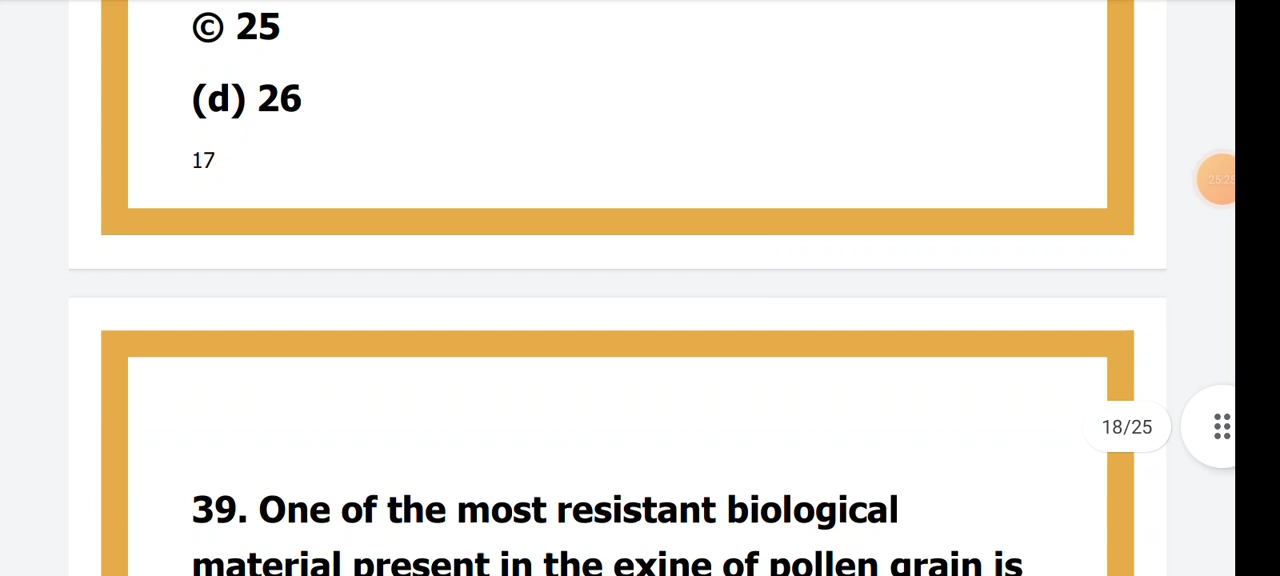 © 25
(d) 26
17
18/25
39. One of the most resistant biological
material present in the exine of pollen grain is